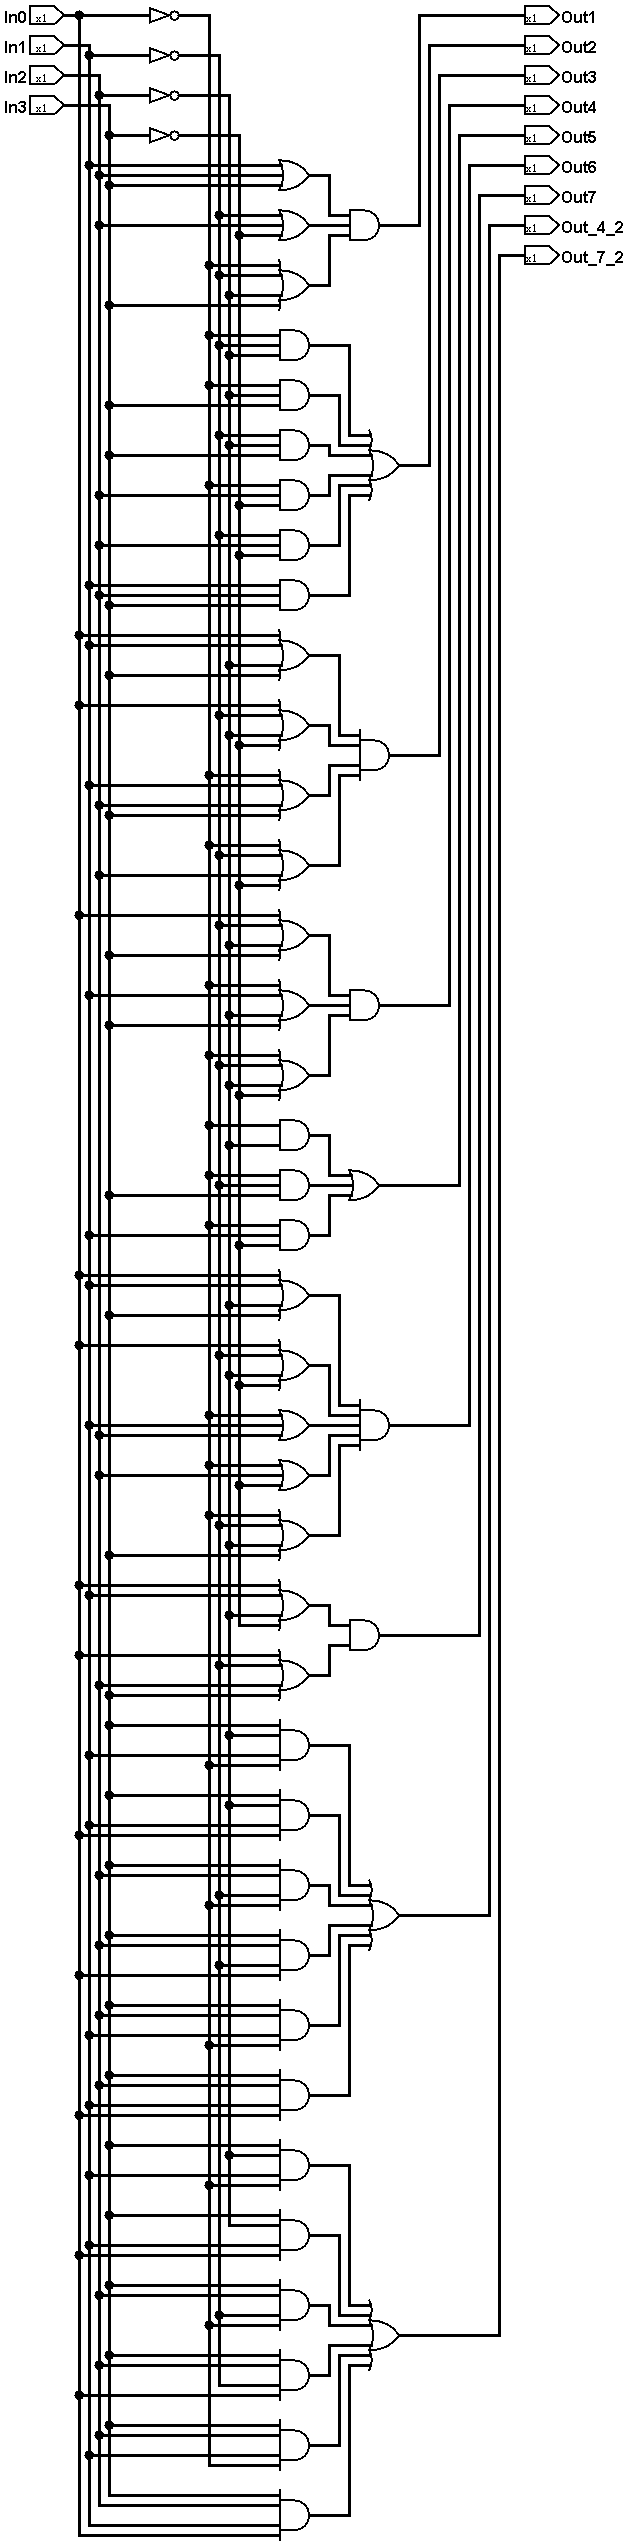 In0 x1
In1 x1
In2 x1
In3 x1
x1 Out1
x1 Out2
x1 Out3
x1 Out4
x1 Out5
x1 Out6
x1 Out7
x1 Out_4_2
x1 Out_7_2